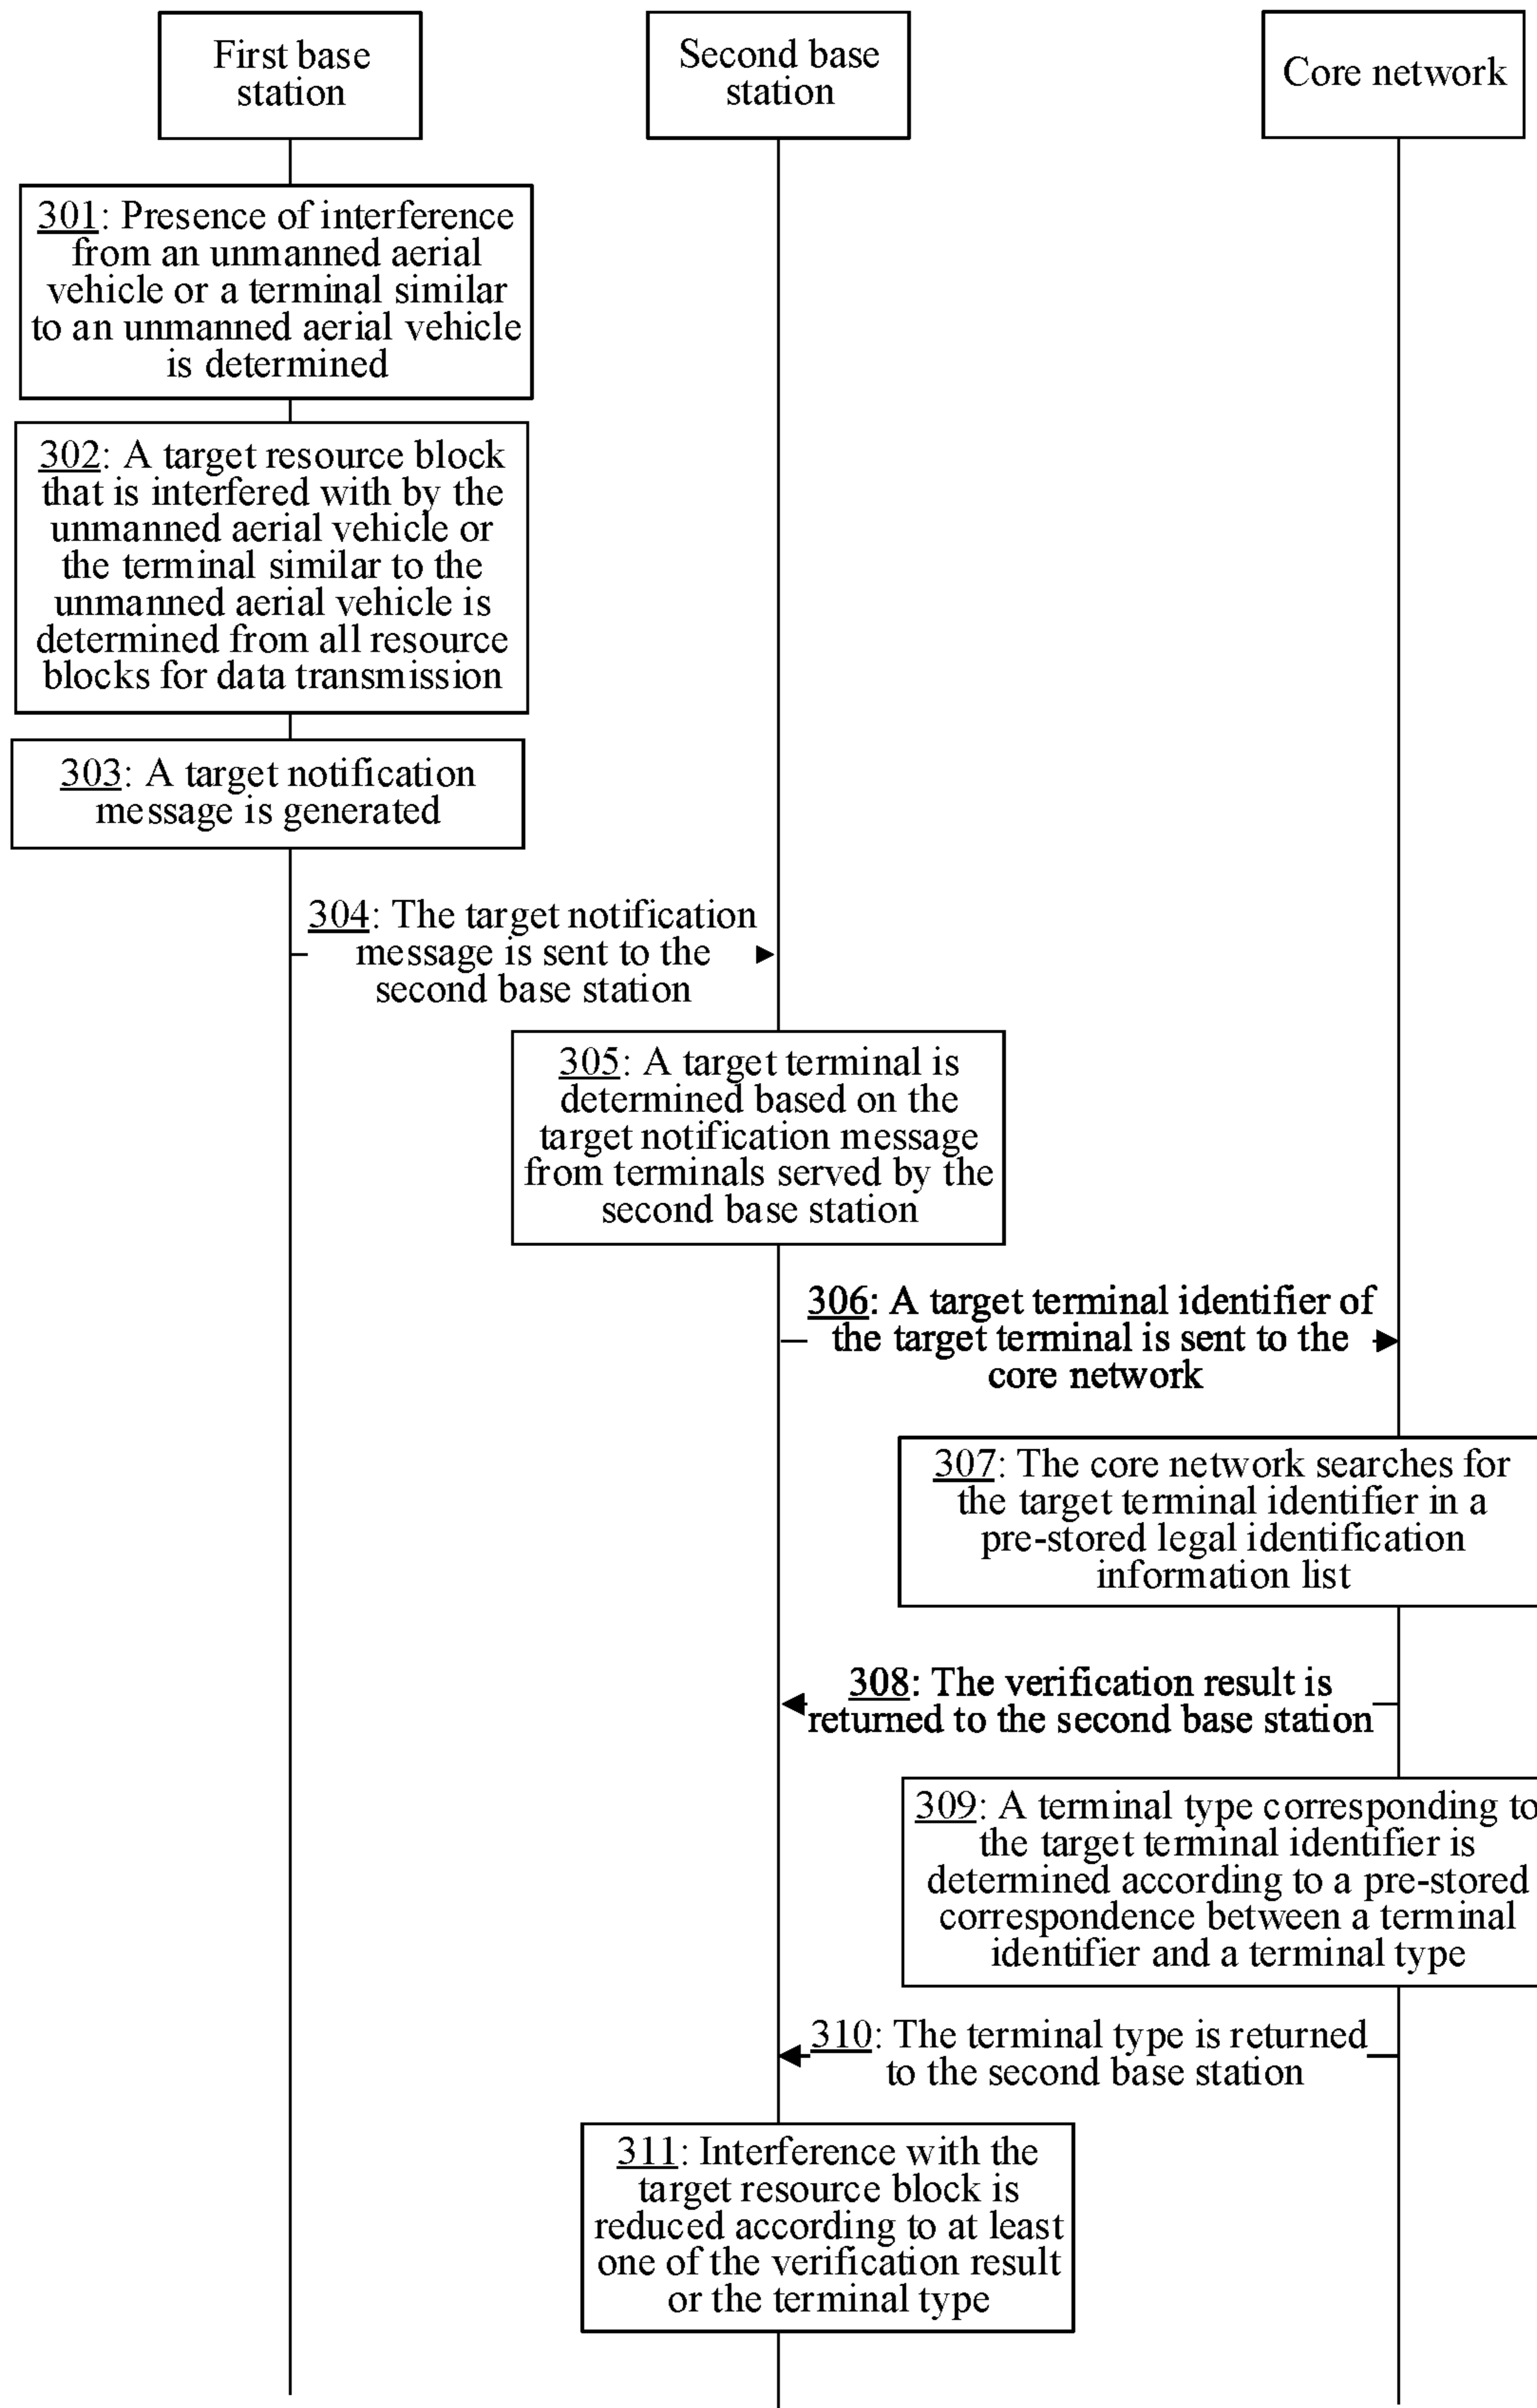 First base
station
Second base
station
Core network
301: Presence of interference
from an unmanned aerial
vehicle or a terminal similar
to an unmanned aerial vehicle
is determined
302: A target resource block
that is interfered with by the
unmanned aerial vehicle or
the terminal similar to the
unmanned aerial vehicle is
determined from all resource
blocks for data transmission
303: A target notification
message is generated
304: The target notification
message is sent to the
second base station
305: A target terminal is
determined based on the
target notification message
from terminals served by the
second base station
306: A target terminal identifier of
the target terminal is sent to the
core network
307: The core network searches for
the target terminal identifier in a
pre-stored legal identification
information list
308: The verification result is
returned to the second base station
309: A terminal type corresponding to
the target terminal identifier is
determined according to a pre-stored
correspondence between a terminal
identifier and a terminal type
310: The terminal type is returned
to the second base station
311: Interference with the
target resource block is
reduced according to at least
one of the verification result
or the terminal type